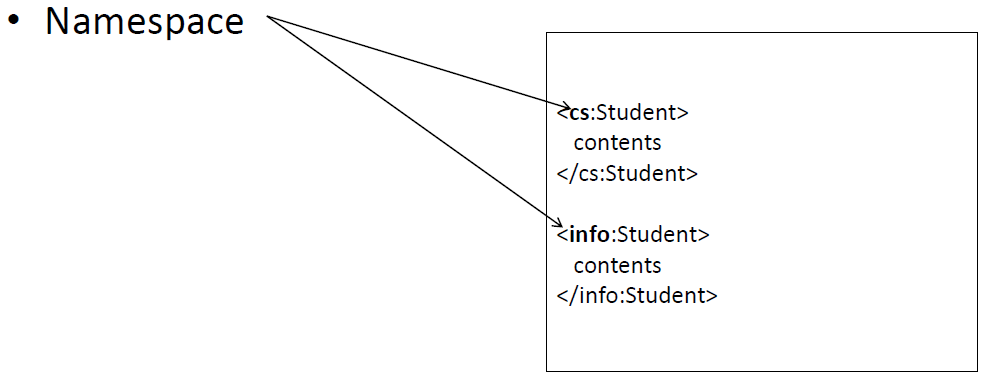 • Namespace
<cs:Student>
contents
</cs:Student>
<info:Student>
contents
</info:Student>